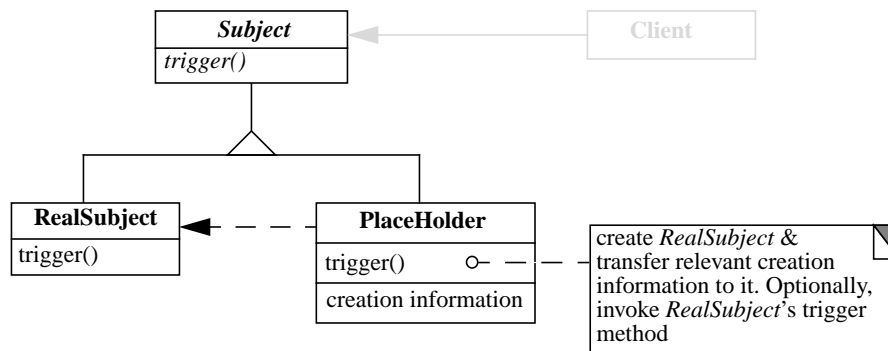 Subject
Client
trigger()
RealSubject
PlaceHolder
trigger()
trigger()
creation information
create RealSubject &
transfer relevant creation
information to it. Optionally,
invoke RealSubject’s trigger
method